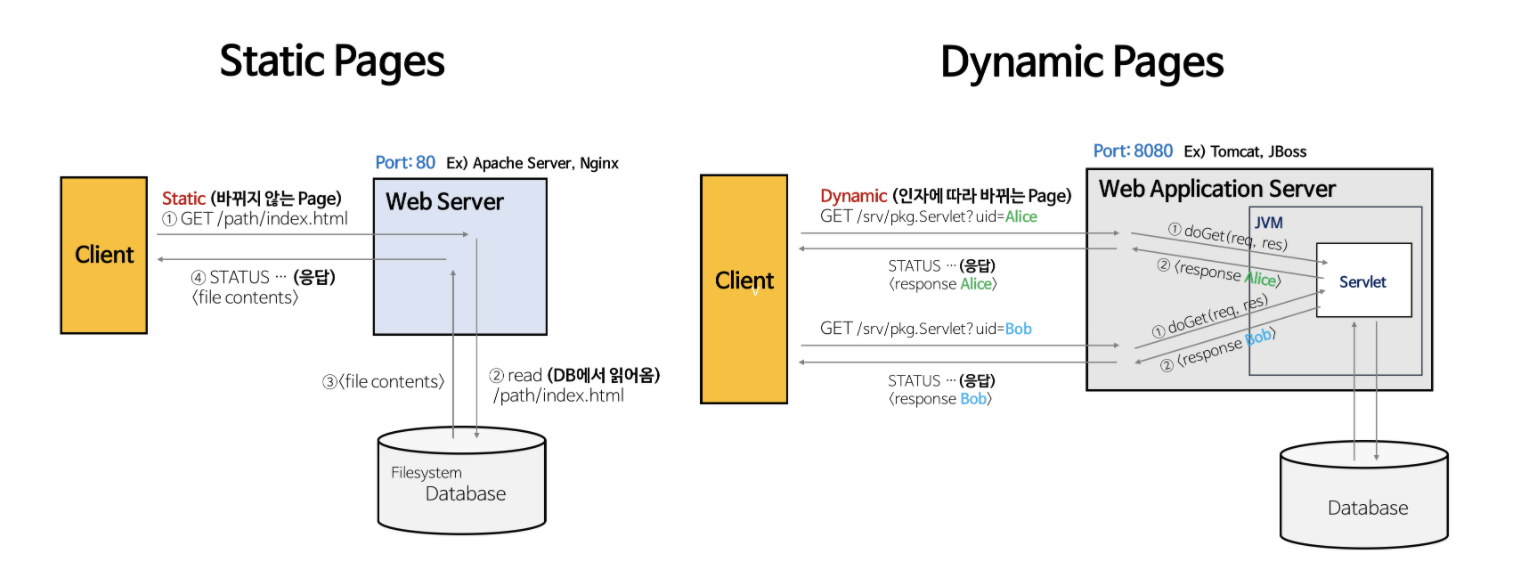 Static Pages
Port: 80 Ex) Apache Server, Nginx
Client
Static (바뀌지 않는 Page)
① GET /path/index.html
④ STATUS ··· (응답)
〈file contents〉
Web Server
③〈file contents〉
② read (DB에서 읽어옴)
/path/index.html
Filesystem
Database
Dynamic Pages
Port: 8080 Ex) Tomcat, JBoss
Client
Dynamic (인자에 따라 바뀌는 Page)
GET /srv/pkg.Servlet? uid=Alice
STATUS ··· (응답)
〈response Alice〉
GET /srv/pkg.Servlet? uid=Bob
STATUS ··· (응답)
〈response Bob〉
Web Application Server
JVM
① doGet(req, res)
② 〈response Alice〉
① doGet(req, res)
② 〈response Bob〉
Servlet
Database